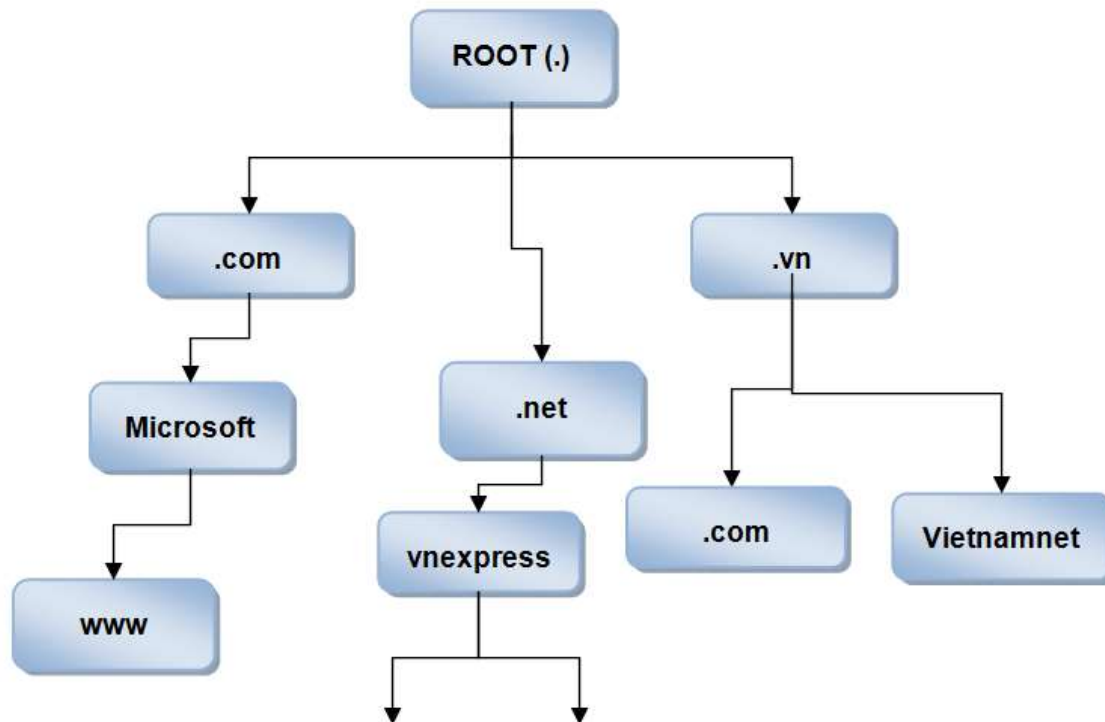 ROOT (.)
.com
.vn
Microsoft
.net
www
vnexpress
.com
Vietnamnet